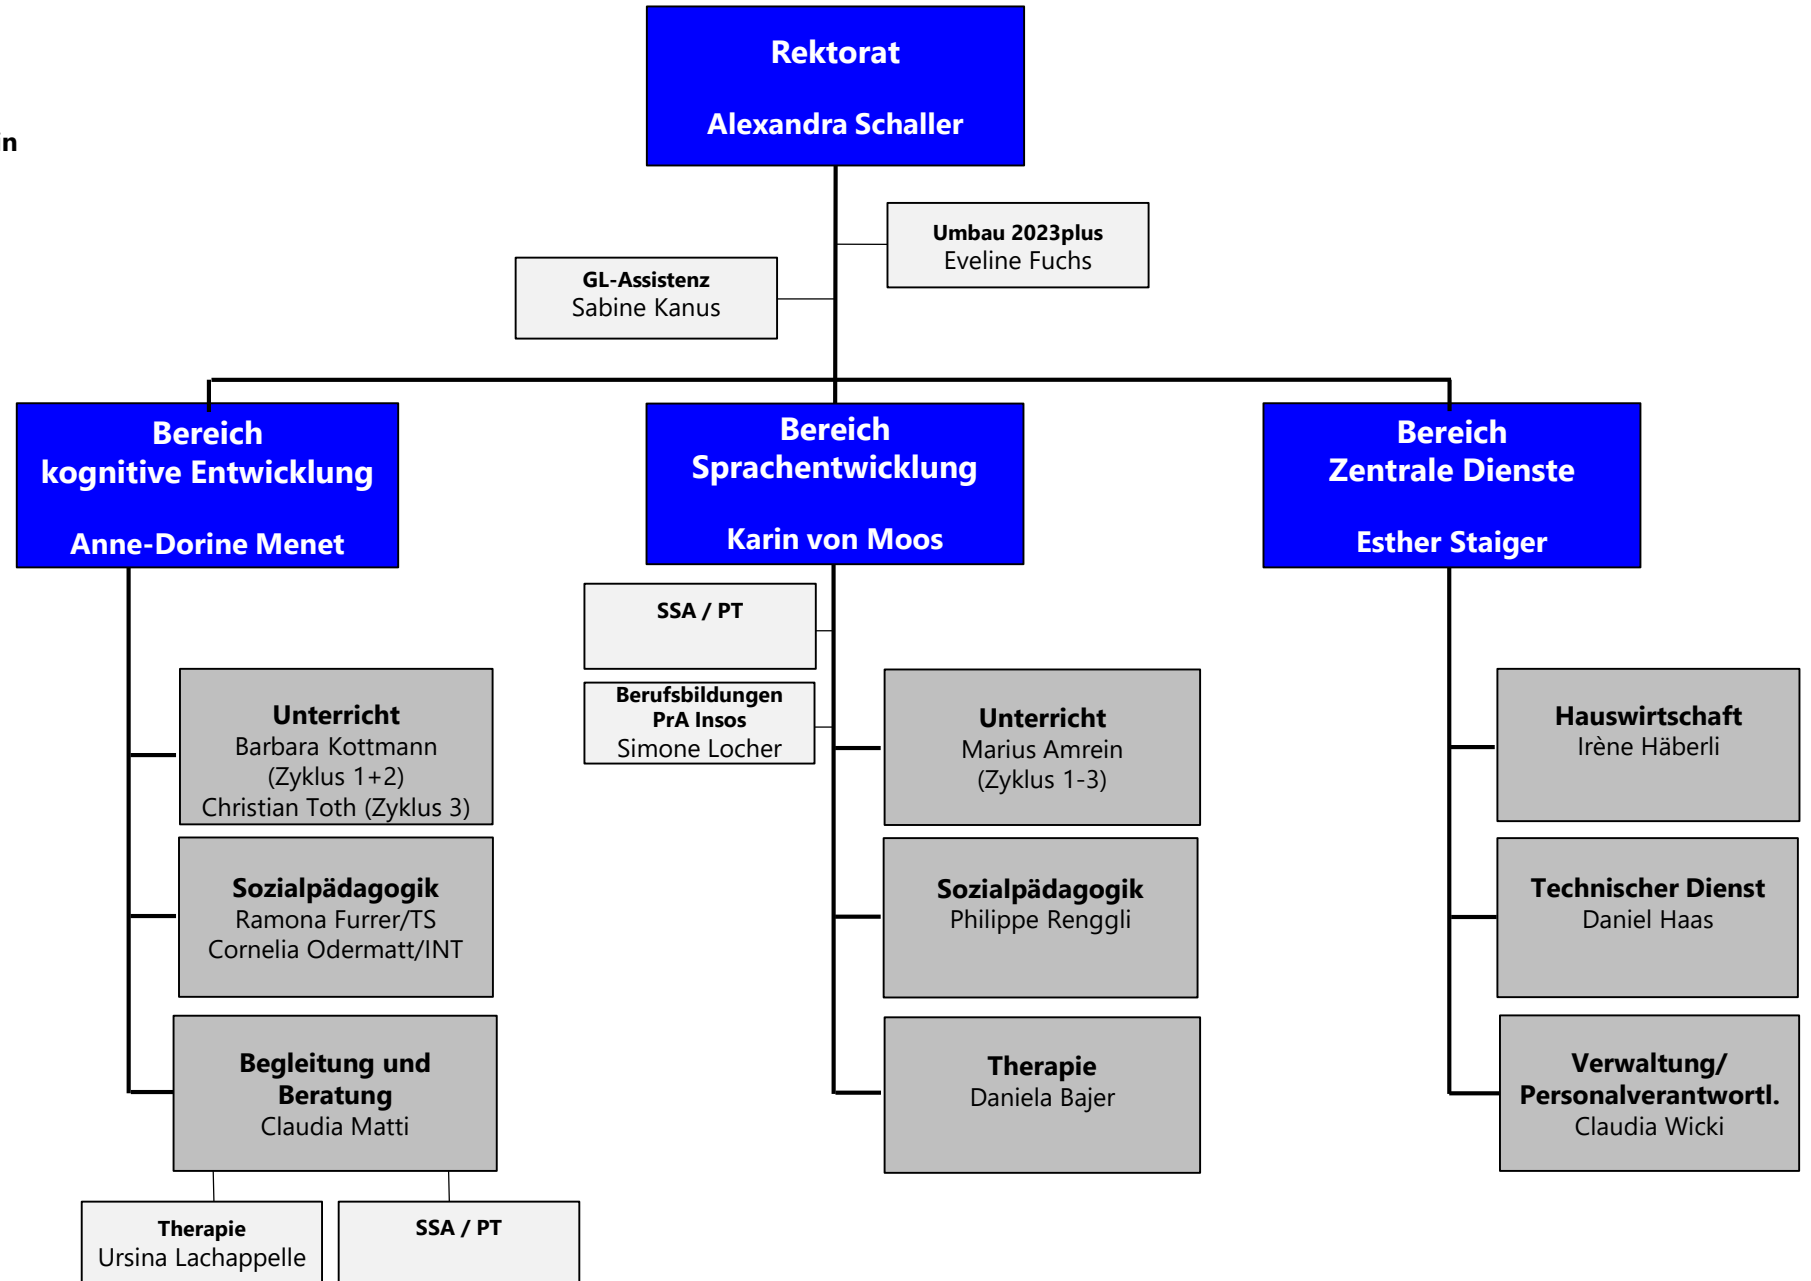 Rektorat
Alexandra Schaller
in
Umbau 2023plus
Eveline Fuchs
GL-Assistenz
Sabine Kanus
Bereich
kognitive Entwicklung
Anne-Dorine Menet
Bereich
Sprachentwicklung
Karin von Moos
Bereich
Zentrale Dienste
Esther Staiger
SSA / PT
Berufsbildungen
PrA Insos
Simone Locher
Unterricht
Barbara Kottmann
(Zyklus 1+2)
Christian Toth (Zyklus 3)
Unterricht
Marius Amrein
(Zyklus 1-3)
Hauswirtschaft
Irène Häberli
Sozialpädagogik
Ramona Furrer/TS
Cornelia Odermatt/INT
Sozialpädagogik
Philippe Renggli
Technischer Dienst
Daniel Haas
Begleitung und
Beratung
Claudia Matti
Therapie
Daniela Bajer
Verwaltung/
Personalverantwortl.
Claudia Wicki
Therapie
Ursina Lachappelle
SSA / PT